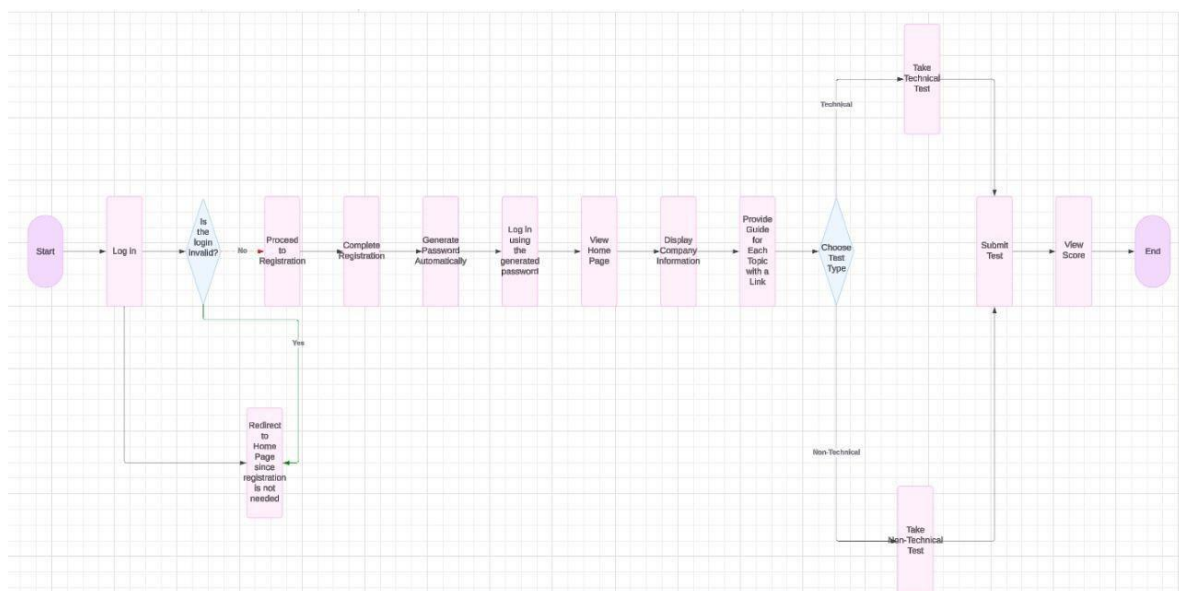 Start
Log in
Is
the
login
invalid?
No
Proceed
to
Registration
Complete
Registration
Generate
Password
Automatically
Log in
using
the
generated
password
View
Home
Page
Display
Company
Information
Provide
Guide
for
Each
Topic
with a
Link
Choose
Test
Type
Technical
Take
Technical
Test
Non-Technical
Take
Non-Technical
Test
Submit
Test
View
Score
End
Yes
Redirect
to
Home
Page
since
registration
is not
needed